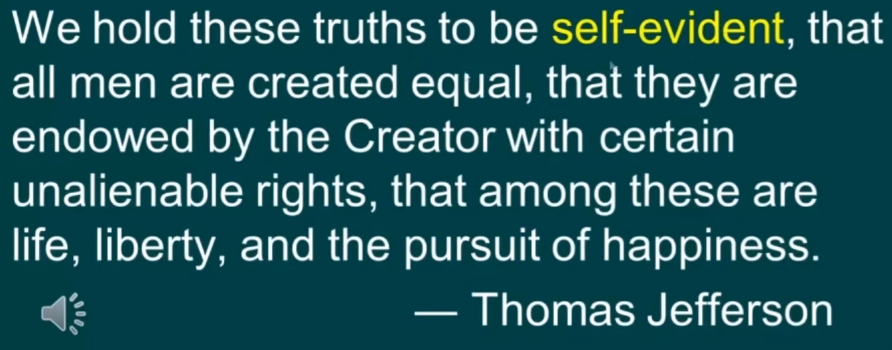 We hold these truths to be self-evident, that
all men are created equal, that they are
endowed by the Creator with certain
unalienable rights, that among these are
life, liberty, and the pursuit of happiness.
— Thomas Jefferson